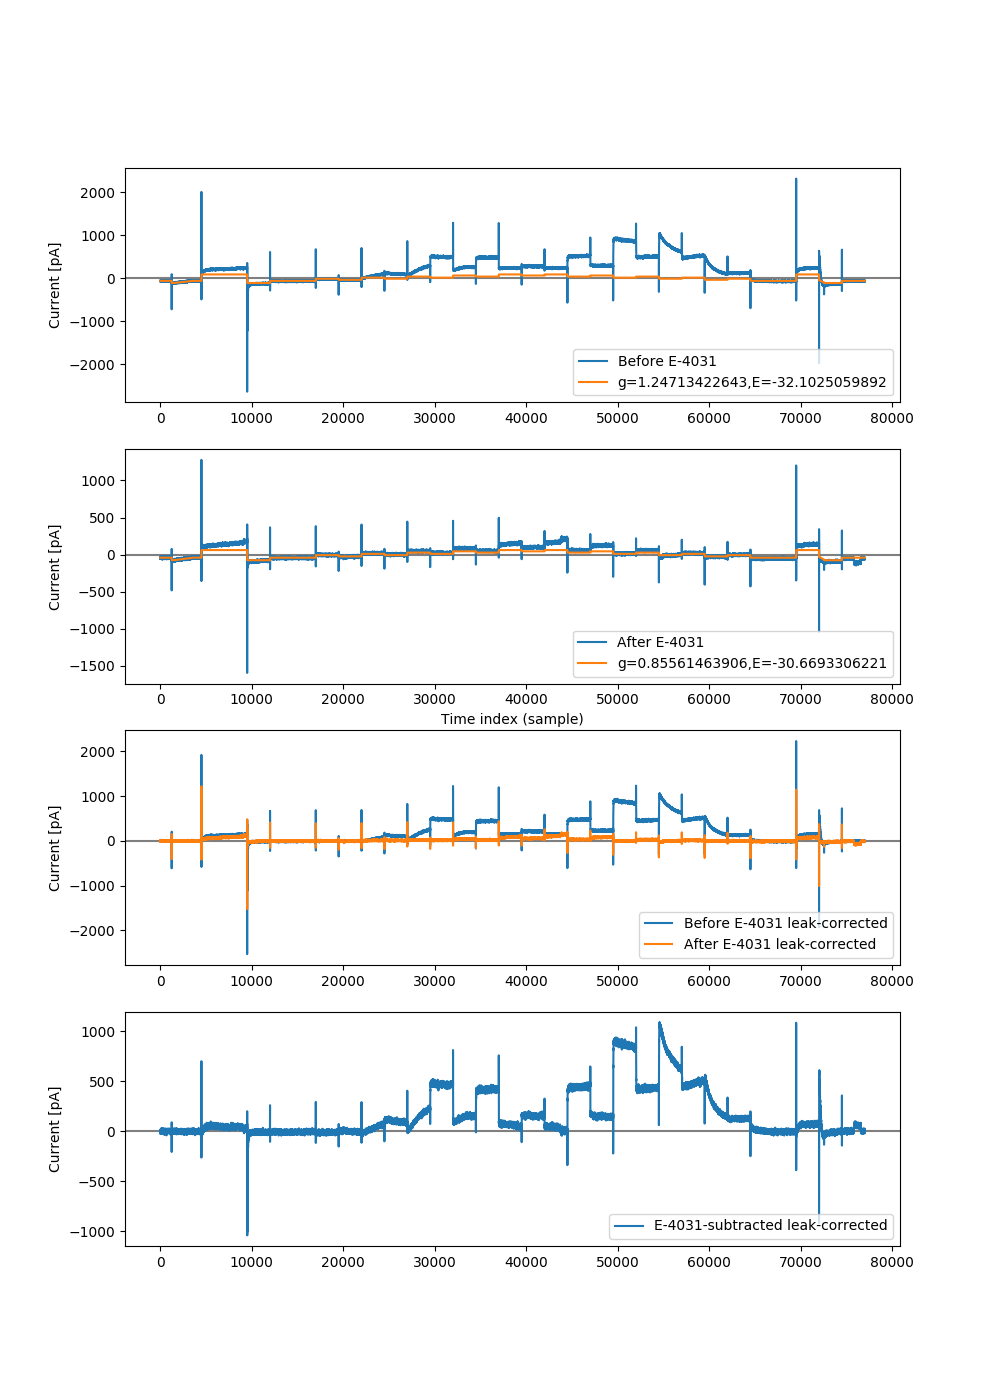 2000
1000
0
−1000
−2000
Current [pA]
Before E-4031
g=1.24713422643,E=-32.1025059892
0 10000 20000 30000 40000 50000 60000 70000 80000
1000
500
0
−500
−1000
−1500
Current [pA]
After E-4031
g=0.85561463906,E=-30.6693306221
0 10000 20000 30000 40000 50000 60000 70000 80000
Time index (sample)
2000
1000
0
−1000
−2000
Current [pA]
Before E-4031 leak-corrected
After E-4031 leak-corrected
0 10000 20000 30000 40000 50000 60000 70000 80000
1000
500
0
−500
−1000
Current [pA]
E-4031-subtracted leak-corrected
0 10000 20000 30000 40000 50000 60000 70000 80000